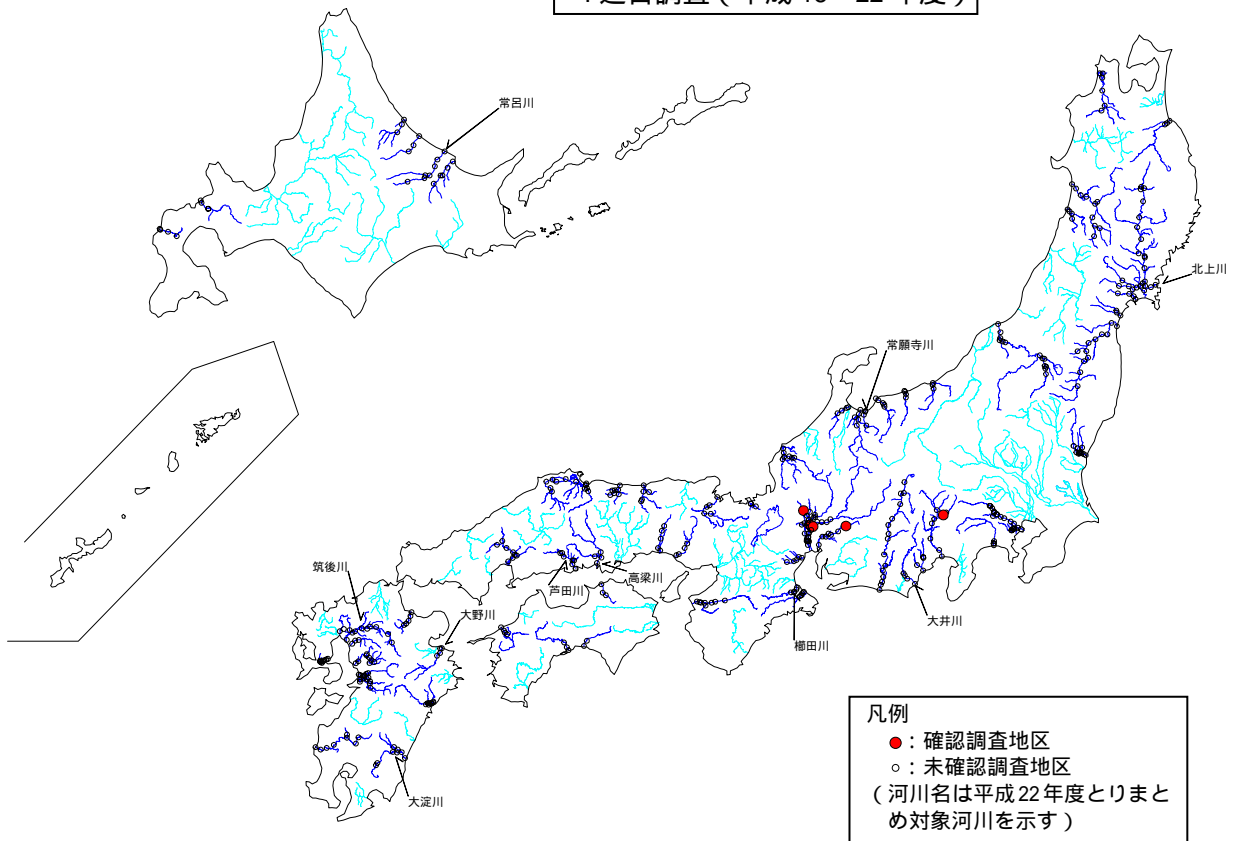 常呂川
北上川
常願寺川
筑後川
大野川
芦田川
高梁川
櫛田川
大井川
大淀川
凡例
●：確認調査地区
○：未確認調査地区
（河川名は平成22年度とりまと
め対象河川を示す）